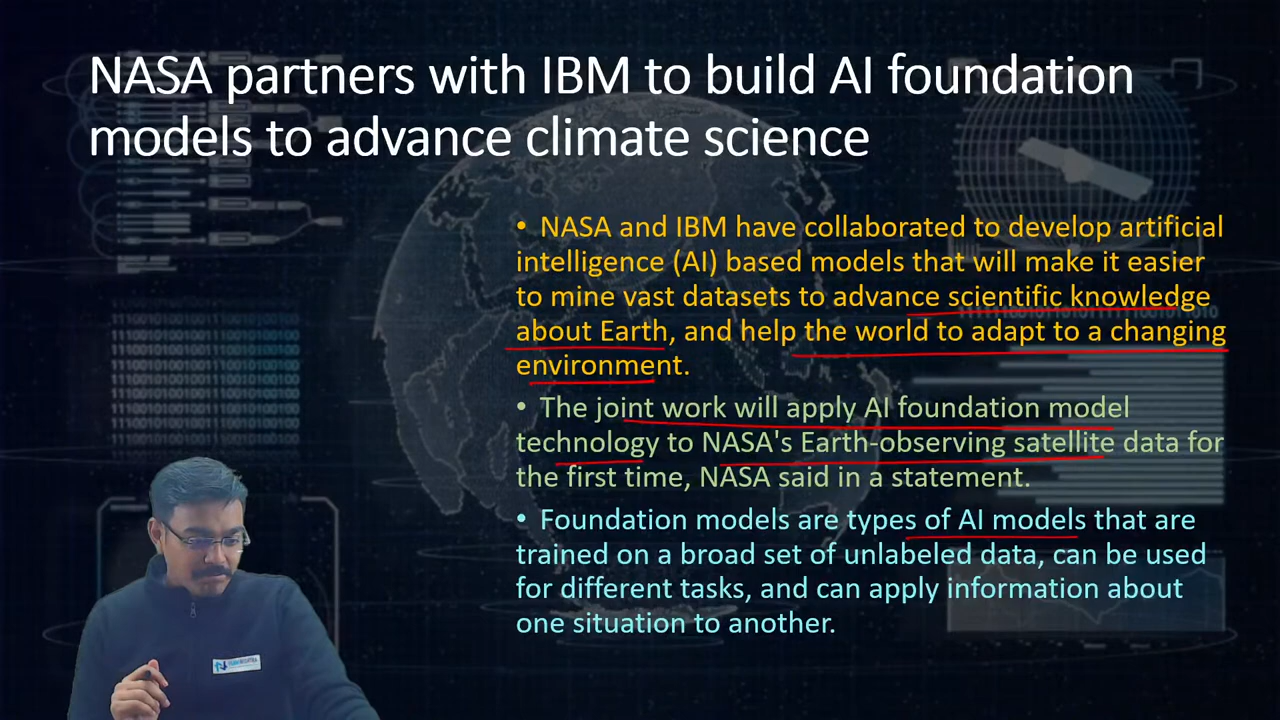 NASA partners with IBM to build AI foundation
models to advance climate science
• NASA and IBM have collaborated to develop artificial
intelligence (AI) based models that will make it easier
to mine vast datasets to advance scientific knowledge
about Earth, and help the world to adapt to a changing
environment.
• The joint work will apply AI foundation model
technology to NASA's Earth-observing satellite data for
the first time, NASA said in a statement.
• Foundation models are types of AI models that are
trained on a broad set of unlabeled data, can be used
for different tasks, and can apply information about
one situation to another.